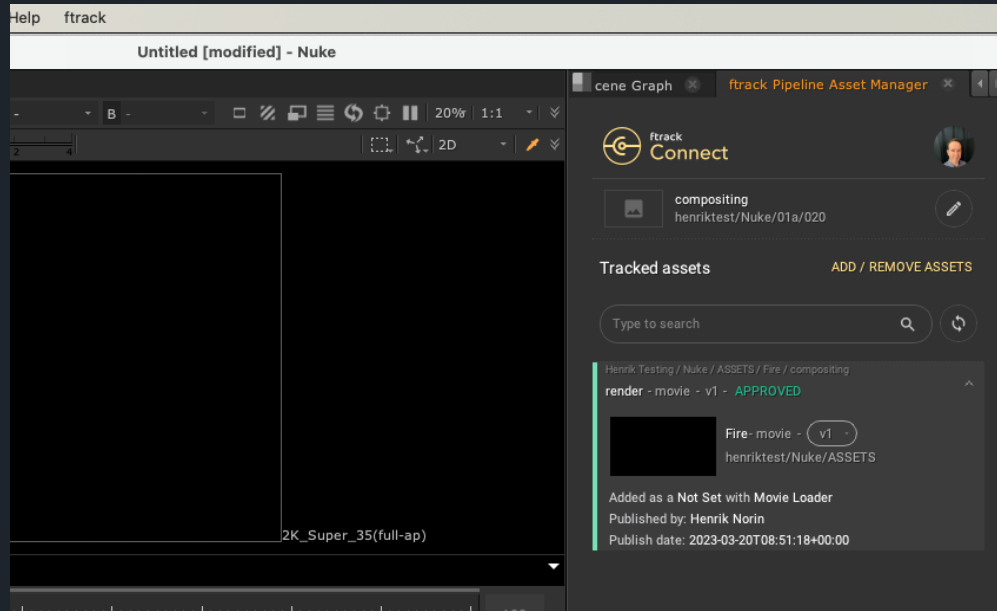 Help ftrack
Untitled [modified] - Nuke
cene Graph ftrack Pipeline Asset Manager
- B - 20% 1:1
2 4 2D
ftrack
Connect
compositing
henriktest/Nuke/01a/020
Tracked assets ADD / REMOVE ASSETS
Type to search
Henrik Testing / Nuke / ASSETS / Fire / compositing
render - movie - v1 - APPROVED
Fire- movie - v1
henriktest/Nuke/ASSETS
Added as a Not Set with Movie Loader
Published by: Henrik Norin
Publish date: 2023-03-20T08:51:18+00:00
2K_Super_35(full-ap)